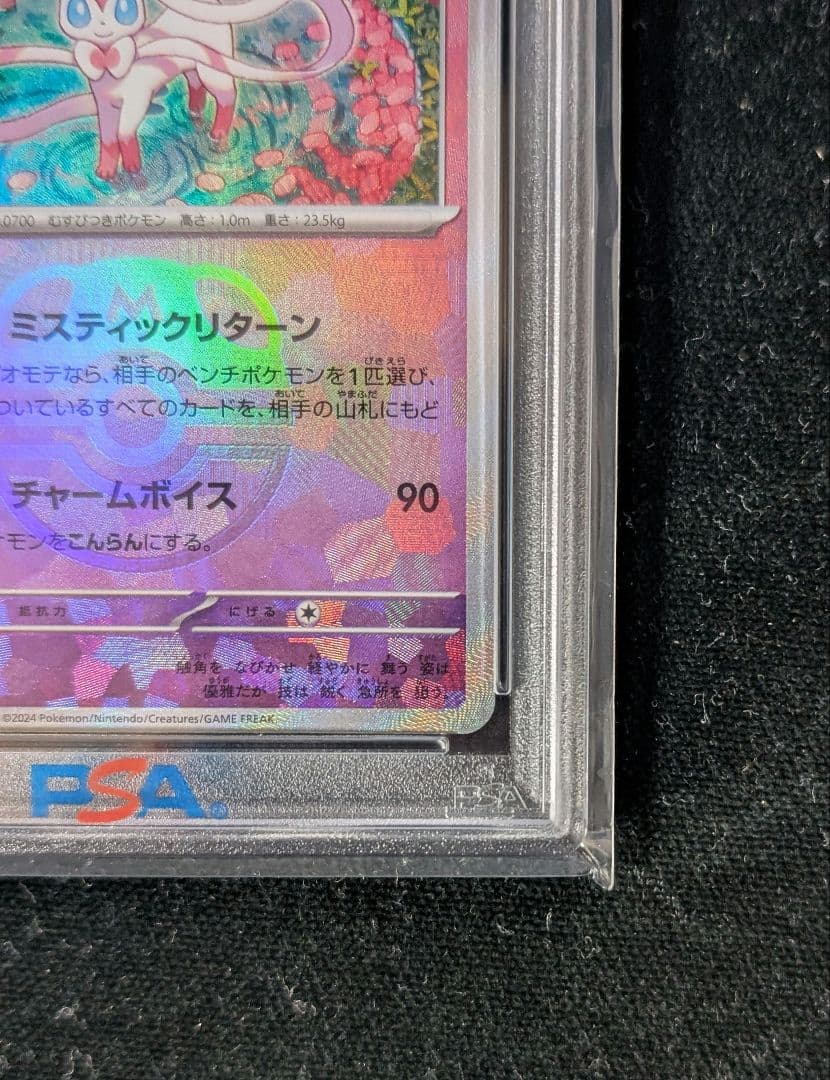 .0700 むすびつきポケモン 高さ：1.0m 重さ：23.5kg
M
ミスティックリターン
オモテなら、相手のベンチポケモンを1匹選び、
ついているすべてのカードを、相手の山札にもど
チャームボイス 90
モンをこんらんにする。
抵抗力 にげる
触角を なびかせ 軽やかに 舞う 姿は
優雅だが 技は 鋭く 急所を 狙う
©2024 Pokémon/Nintendo/Creatures/GAME FREAK
PSA®
PSA